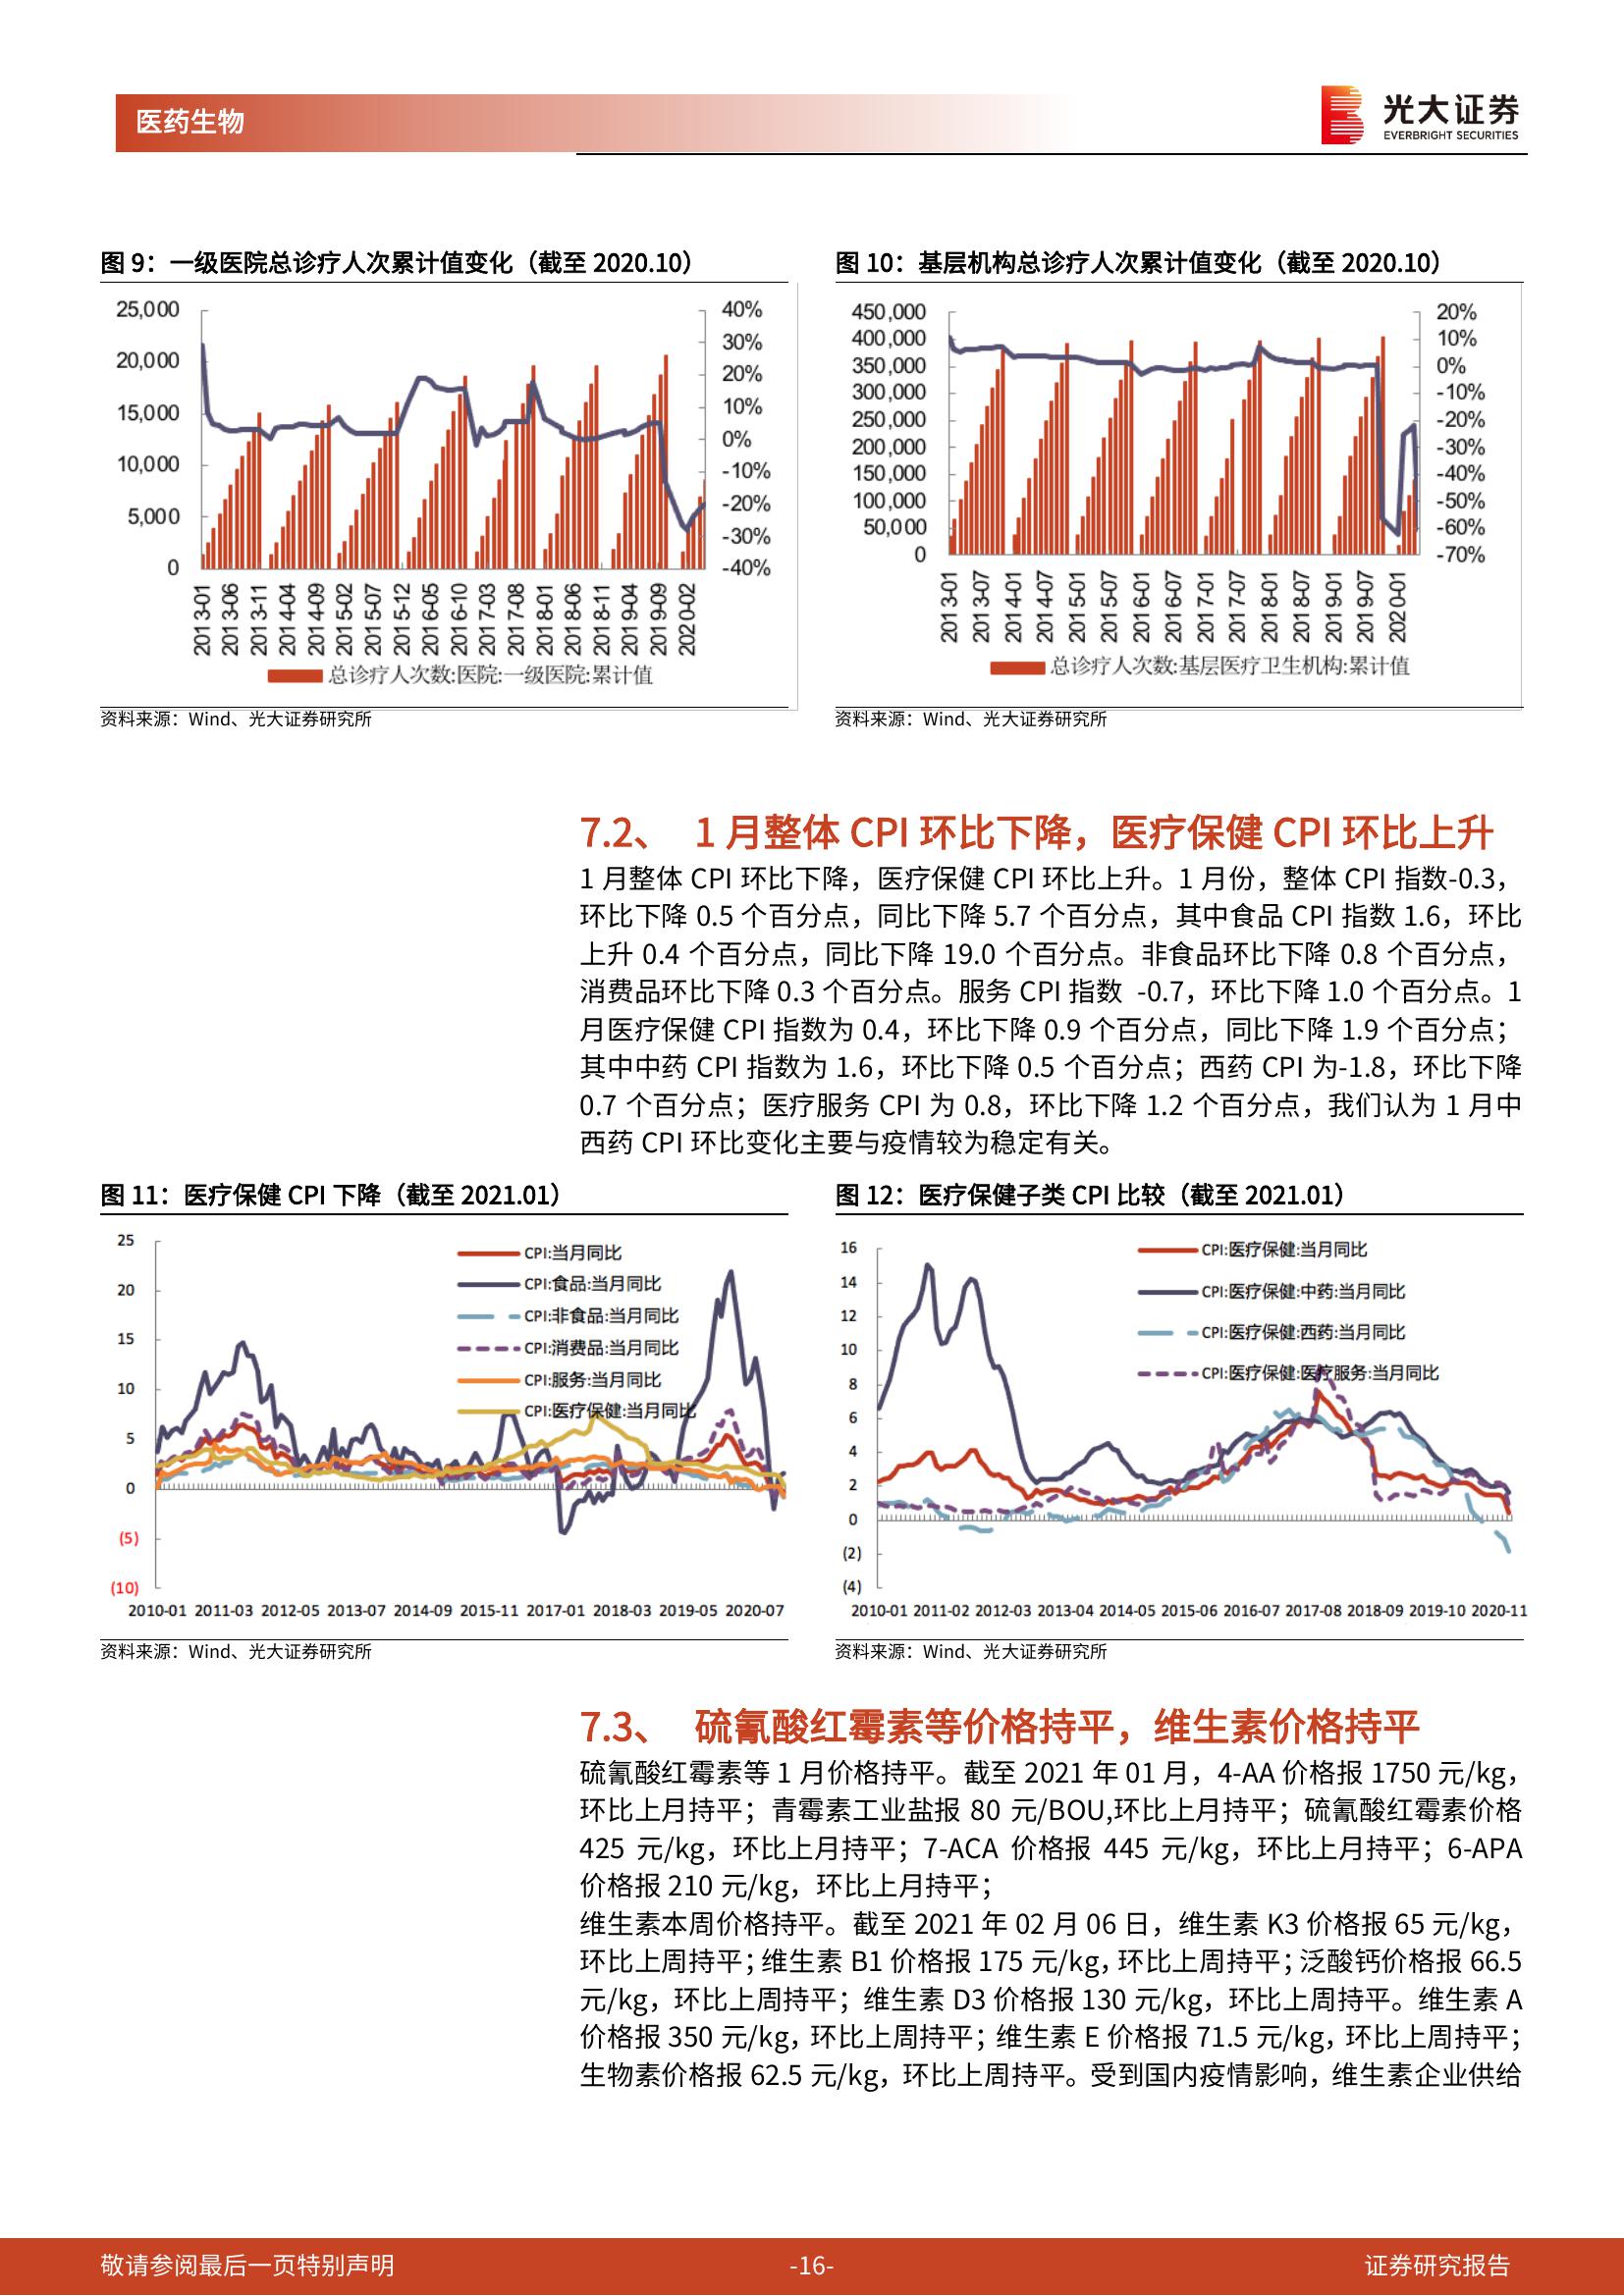 医药生物
光大证券
EVERBRIGHT SECURITIES
图 9：一级医院总诊疗人次累计值变化（截至 2020.10）
25,000
20,000
15,000
10,000
5,000
0
40%
30%
20%
10%
0%
-10%
-20%
-30%
-40%
2013-01
2013-06
2013-11
2014-04
2014-09
2015-02
2015-07
2015-12
2016-05
2016-10
2017-03
2017-08
2018-01
2018-06
2018-11
2019-04
2019-09
2020-02
总诊疗人次数:医院:一级医院:累计值
资料来源：Wind、光大证券研究所
图 10：基层机构总诊疗人次累计值变化（截至 2020.10）
450,000
400,000
350,000
300,000
250,000
200,000
150,000
100,000
50,000
0
20%
10%
0%
-10%
-20%
-30%
-40%
-50%
-60%
-70%
2013-01
2013-07
2014-01
2014-07
2015-01
2015-07
2016-01
2016-07
2017-01
2017-07
2018-01
2018-07
2019-01
2019-07
2020-01
总诊疗人次数:基层医疗卫生机构:累计值
资料来源：Wind、光大证券研究所
7.2、 1 月整体 CPI 环比下降，医疗保健 CPI 环比上升
1 月整体 CPI 环比下降，医疗保健 CPI 环比上升。1 月份，整体 CPI 指数-0.3，
环比下降 0.5 个百分点，同比下降 5.7 个百分点，其中食品 CPI 指数 1.6，环比
上升 0.4 个百分点，同比下降 19.0 个百分点。非食品环比下降 0.8 个百分点，
消费品环比下降 0.3 个百分点。服务 CPI 指数 -0.7，环比下降 1.0 个百分点。1
月医疗保健 CPI 指数为 0.4，环比下降 0.9 个百分点，同比下降 1.9 个百分点；
其中中药 CPI 指数为 1.6，环比下降 0.5 个百分点；西药 CPI 为-1.8，环比下降
0.7 个百分点；医疗服务 CPI 为 0.8，环比下降 1.2 个百分点，我们认为 1 月中
西药 CPI 环比变化主要与疫情较为稳定有关。
图 11：医疗保健 CPI 下降（截至 2021.01）
25
20
15
10
5
0
(5)
(10)
CPI:当月同比
CPI:食品:当月同比
CPI:非食品:当月同比
CPI:消费品:当月同比
CPI:服务:当月同比
CPI:医疗保健:当月同比
2010-01 2011-03 2012-05 2013-07 2014-09 2015-11 2017-01 2018-03 2019-05 2020-07
资料来源：Wind、光大证券研究所
图 12：医疗保健子类 CPI 比较（截至 2021.01）
16
14
12
10
8
6
4
2
0
(2)
(4)
CPI:医疗保健:当月同比
CPI:医疗保健:中药:当月同比
CPI:医疗保健:西药:当月同比
CPI:医疗保健:医疗服务:当月同比
2010-01 2011-02 2012-03 2013-04 2014-05 2015-06 2016-07 2017-08 2018-09 2019-10 2020-11
资料来源：Wind、光大证券研究所
7.3、 硫氰酸红霉素等价格持平，维生素价格持平
硫氰酸红霉素等 1 月价格持平。截至 2021 年 01 月，4-AA 价格报 1750 元/kg，
环比上月持平；青霉素工业盐报 80 元/BOU,环比上月持平；硫氰酸红霉素价格
425 元/kg，环比上月持平；7-ACA 价格报 445 元/kg，环比上月持平；6-APA
价格报 210 元/kg，环比上月持平；
维生素本周价格持平。截至 2021 年 02 月 06 日，维生素 K3 价格报 65 元/kg，
环比上周持平；维生素 B1 价格报 175 元/kg，环比上周持平；泛酸钙价格报 66.5
元/kg，环比上周持平；维生素 D3 价格报 130 元/kg，环比上周持平。维生素 A
价格报 350 元/kg，环比上周持平；维生素 E 价格报 71.5 元/kg，环比上周持平；
生物素价格报 62.5 元/kg，环比上周持平。受到国内疫情影响，维生素企业供给
敬请参阅最后一页特别声明
-16-
证券研究报告